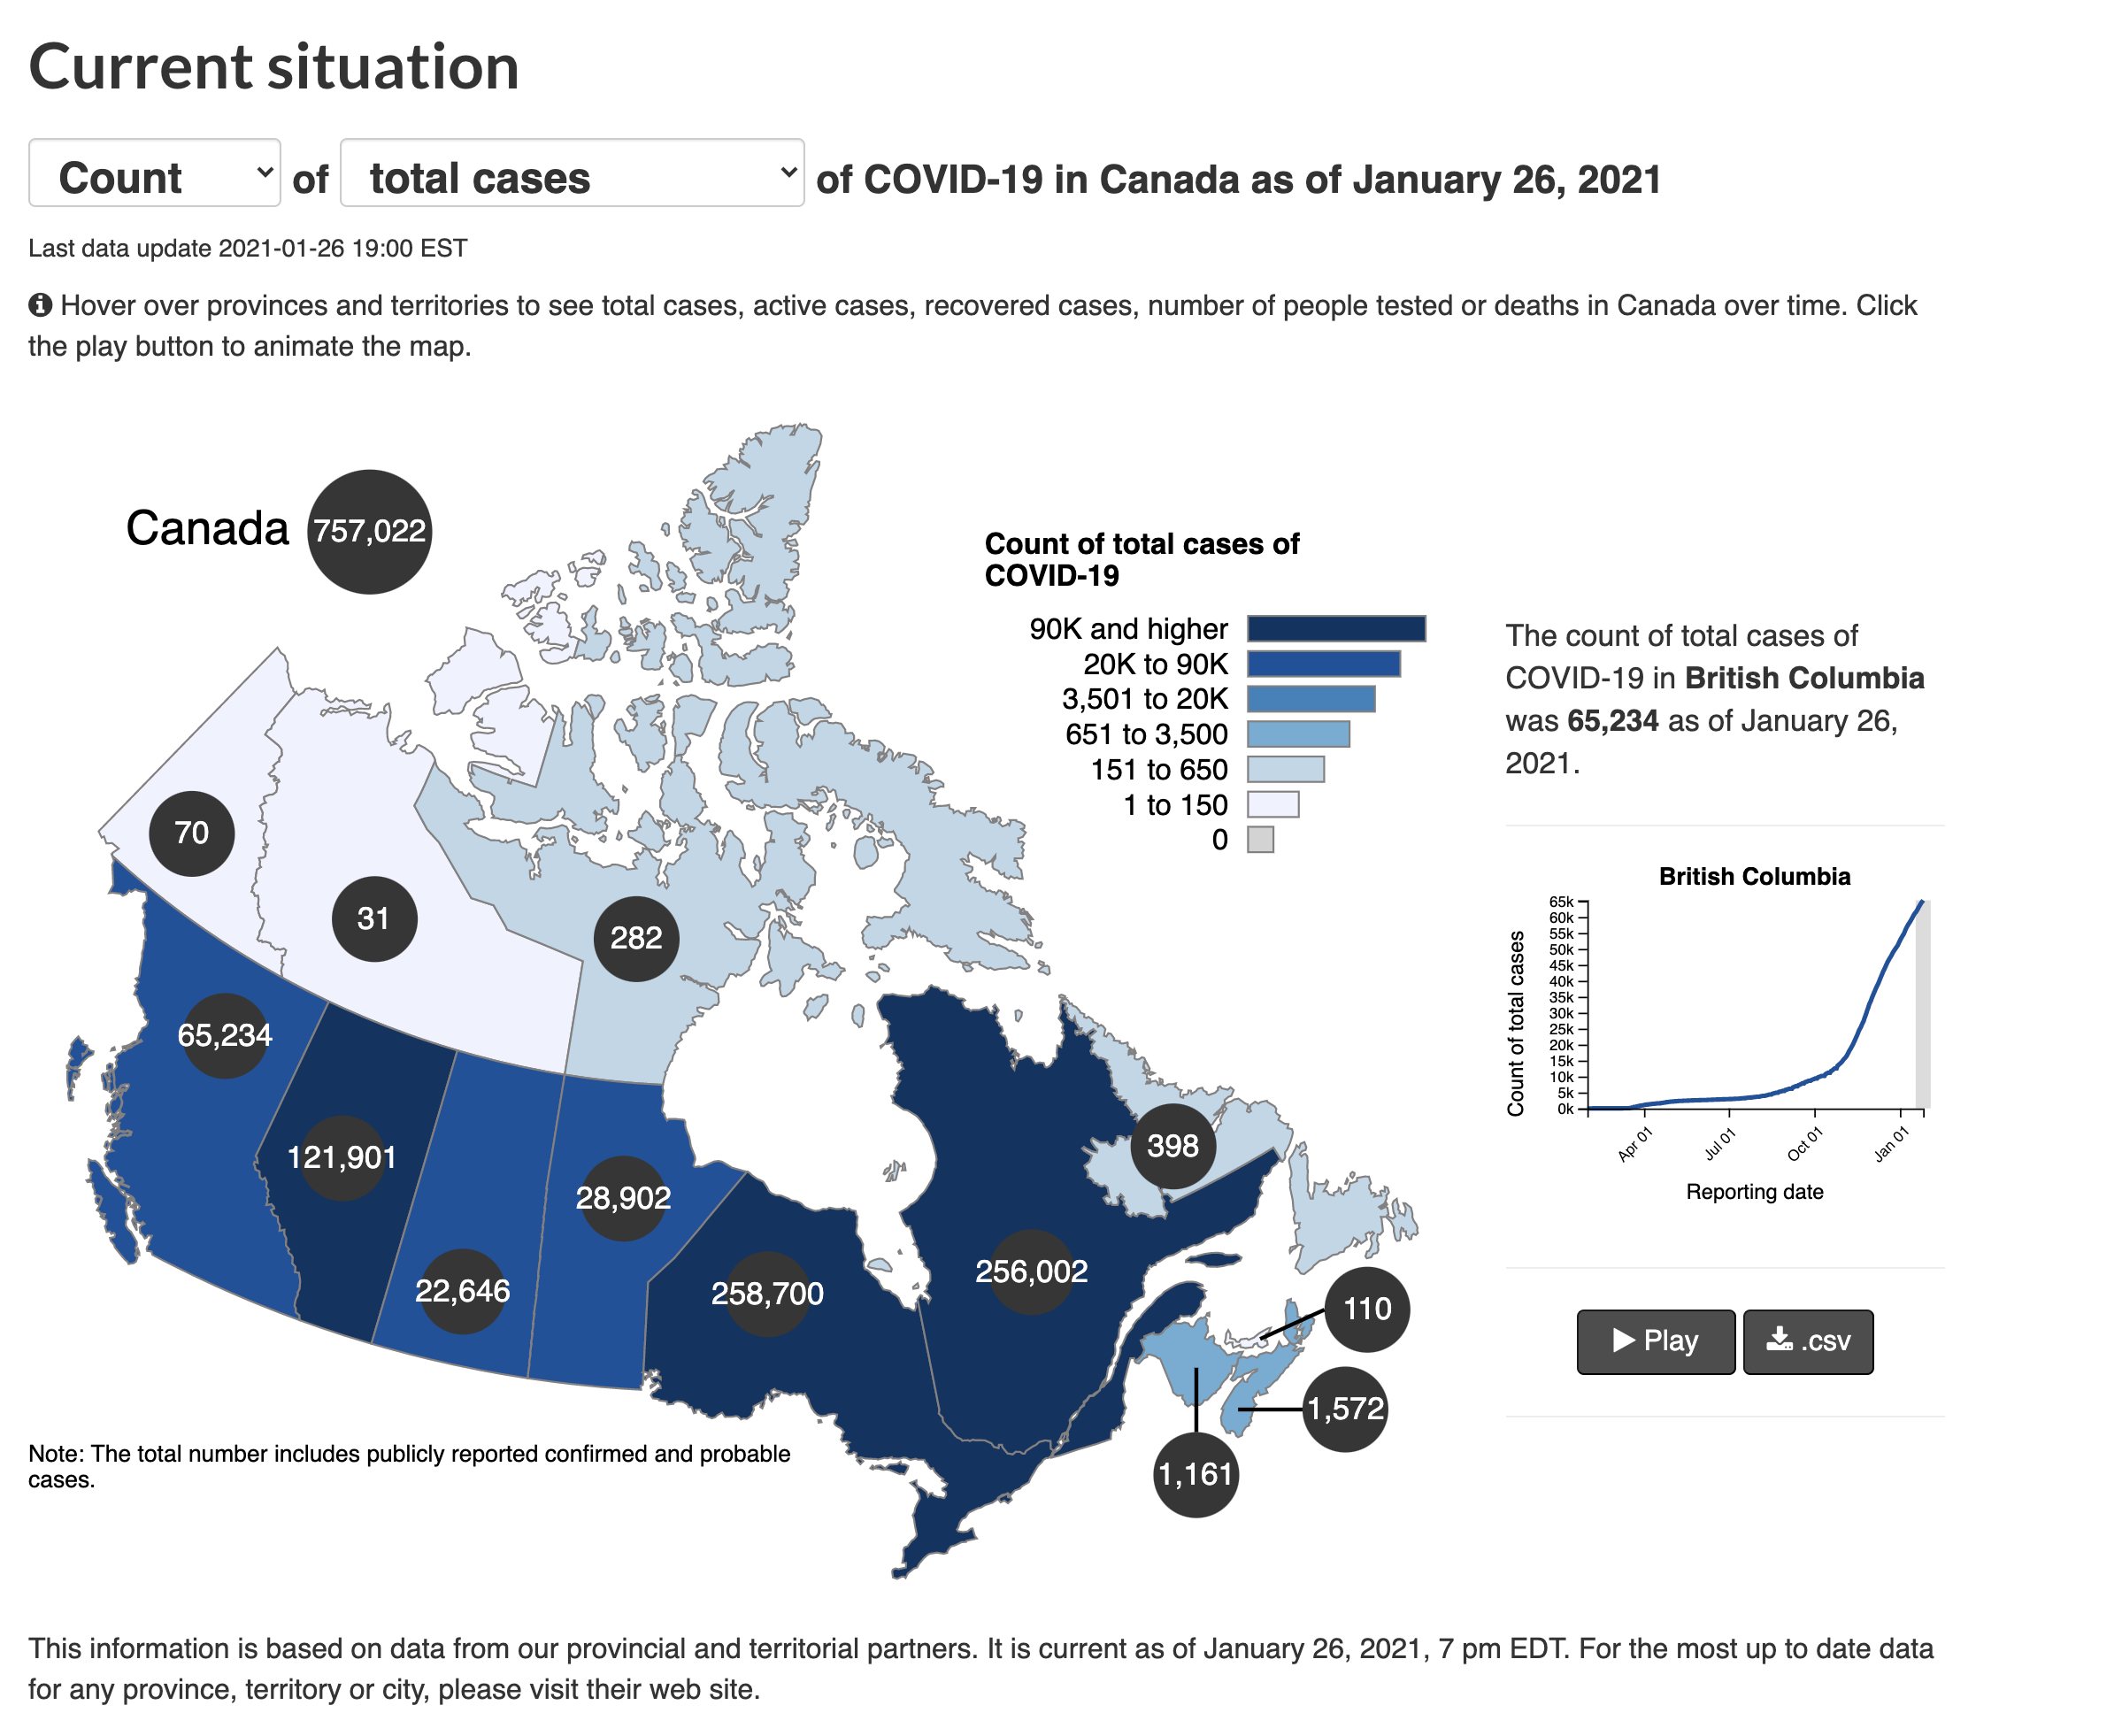 Current situation
Count of total cases of COVID-19 in Canada as of January 26, 2021
Last data update 2021-01-26 19:00 EST
Hover over provinces and territories to see total cases, active cases, recovered cases, number of people tested or deaths in Canada over time. Click
the play button to animate the map.
Canada 757,022
70
31
282
65,234
121,901
22,646
28,902
258,700
256,002
398
110
1,572
1,161
Count of total cases of
COVID-19
90K and higher
20K to 90K
3,501 to 20K
651 to 3,500
151 to 650
1 to 150
0
The count of total cases of
COVID-19 in British Columbia
was 65,234 as of January 26,
2021.
British Columbia
Count of total cases
65k
60k
55k
50k
45k
40k
35k
30k
25k
20k
15k
10k
5k
0k
Apr 01
Jul 01
Oct 01
Jan 01
Reporting date
Play
.csv
Note: The total number includes publicly reported confirmed and probable
cases.
This information is based on data from our provincial and territorial partners. It is current as of January 26, 2021, 7 pm EDT. For the most up to date data
for any province, territory or city, please visit their web site.